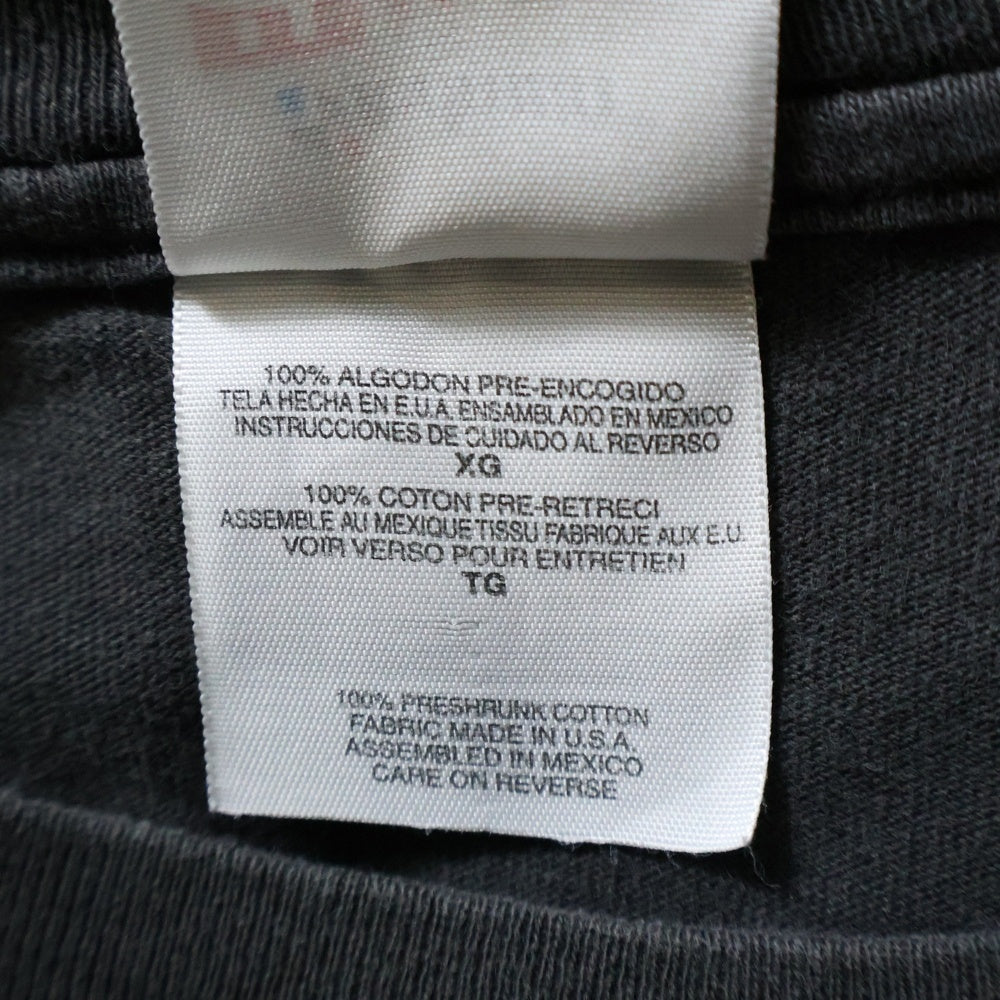 100% ALGODON PRE-ENCOGIDO
TELA HECHA EN E.U.A. ENSAMBLADO EN MEXICO
INSTRUCCIONES DE CUIDADO AL REVERSO
XG
100% COTON PRE-RETRECI
ASSEMBLE AU MEXIQUE TISSU FABRIQUE AUX E.U.
VOIR VERSO POUR ENTRETIEN
TG
100% PRESHRUNK COTTON
FABRIC MADE IN U.S.A.
ASSEMBLED IN MEXICO
CARE ON REVERSE